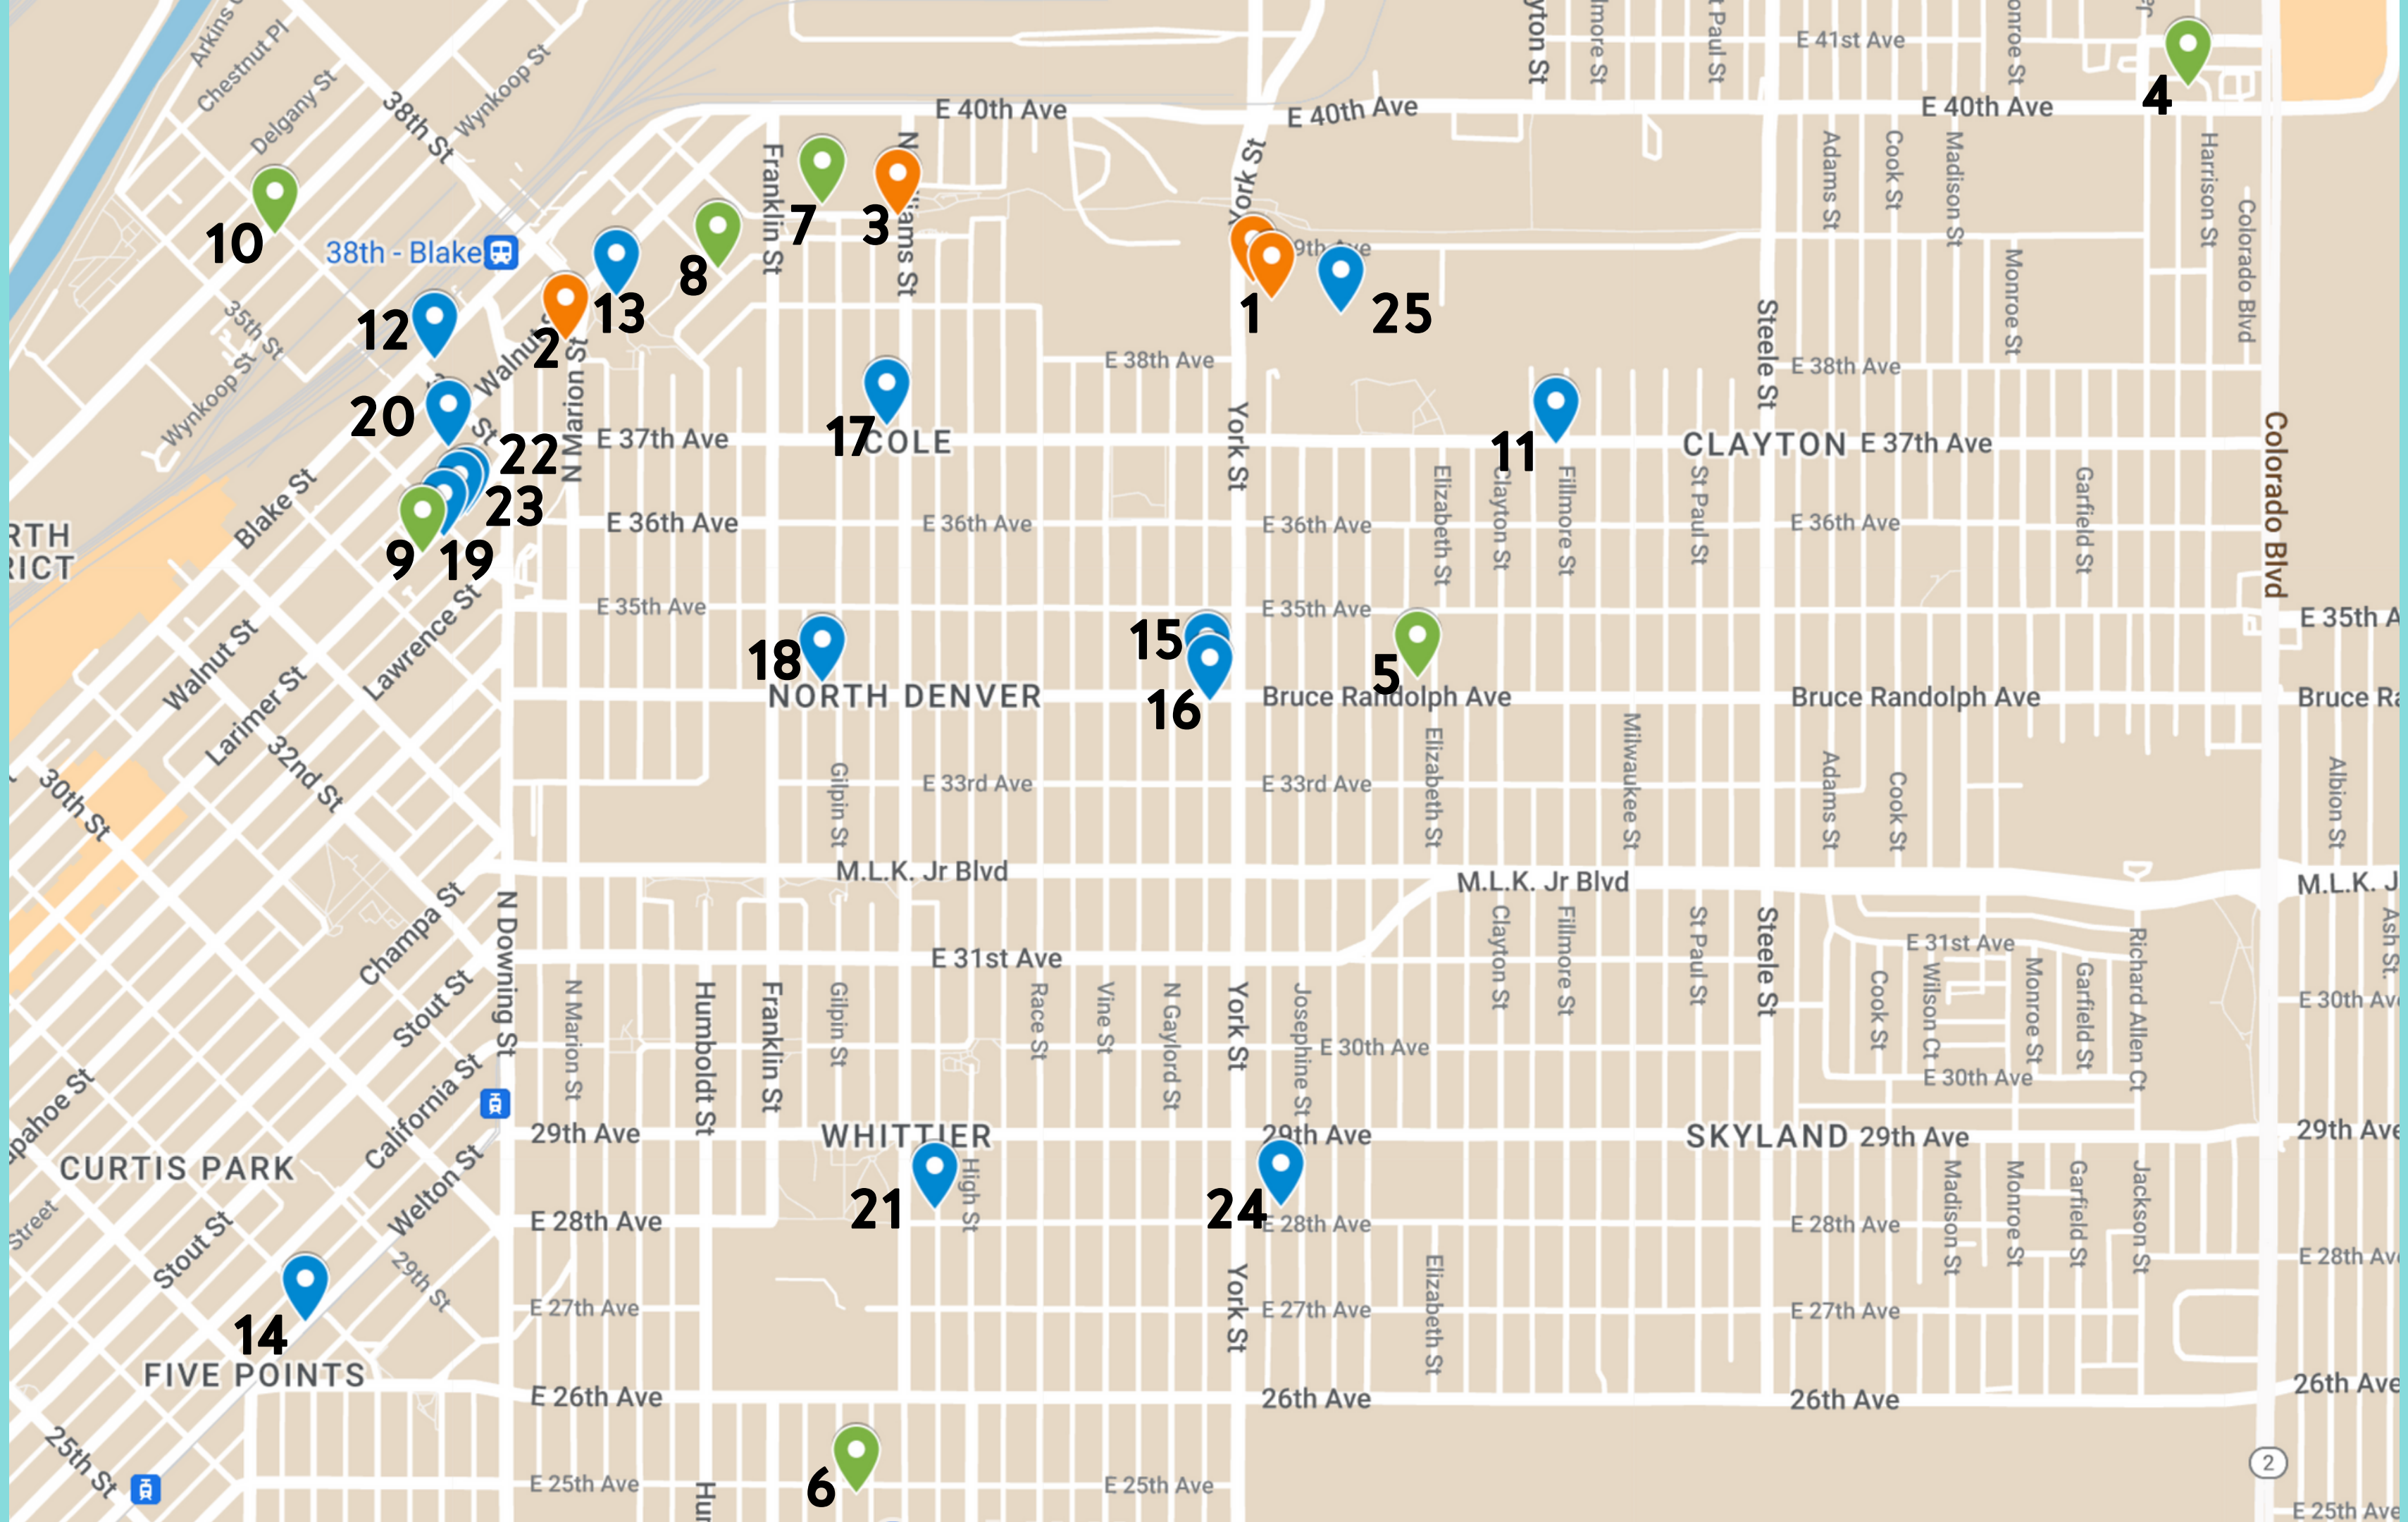 Arkins
Chestnut Pl
Wynkoop St
Delgany St
38th St
E 40th Ave
E 40th Ave
E 41st Ave
E 40th Ave
4
10
38th - Blake
12
13
2
8
7
3
1
25
Franklin St
York St
Adams St
Cook St
Madison St
Harrison St
Colorado Blvd
Monroe St
Steele St
35th St
Wynkoop St
N Marion St
E 38th Ave
E 38th Ave
20
22
23
9
19
17
COLE
11
CLAYTON
E 37th Ave
E 37th Ave
York St
Colorado Blvd
Blake St
E 36th Ave
E 36th Ave
E 36th Ave
E 36th Ave
Elizabeth St
Clayton St
Fillmore St
St Paul St
Garfield St
E 35th Ave
E 35th Ave
18
15
16
5
NORTH DENVER
Bruce Randolph Ave
Bruce Randolph Ave
Walnut St
Larimer St
Lawrence St
32nd St
30th St
Gilpin St
E 33rd Ave
E 33rd Ave
Elizabeth St
Milwaukee St
Adams St
Cook St
Albion St
M.L.K. Jr Blvd
M.L.K. Jr Blvd
Champa St
Stout St
California St
Welton St
N Downing St
E 31st Ave
E 31st Ave
Clayton St
Fillmore St
St Paul St
Steele St
Richard Allen Ct
Ash St.
N Marion St
Humboldt St
Franklin St
Gilpin St
Race St
Vine St
N Gaylord St
York St
Josephine St
E 30th Ave
Cook St
Wilson Ct
Monroe St
Garfield St
E 30th Ave
29th Ave
WHITTIER
29th Ave
SKYLAND
29th Ave
29th Ave
CURTIS PARK
21
High St
24
E 28th Ave
E 28th Ave
E 28th Ave
Madison St
Monroe St
Garfield St
Jackson St
Street
Stout St
29th St
14
FIVE POINTS
E 27th Ave
E 27th Ave
E 27th Ave
York St
Elizabeth St
E 26th Ave
26th Ave
26th Ave
26th Ave
25th St
6
E 25th Ave
E 25th Ave
2